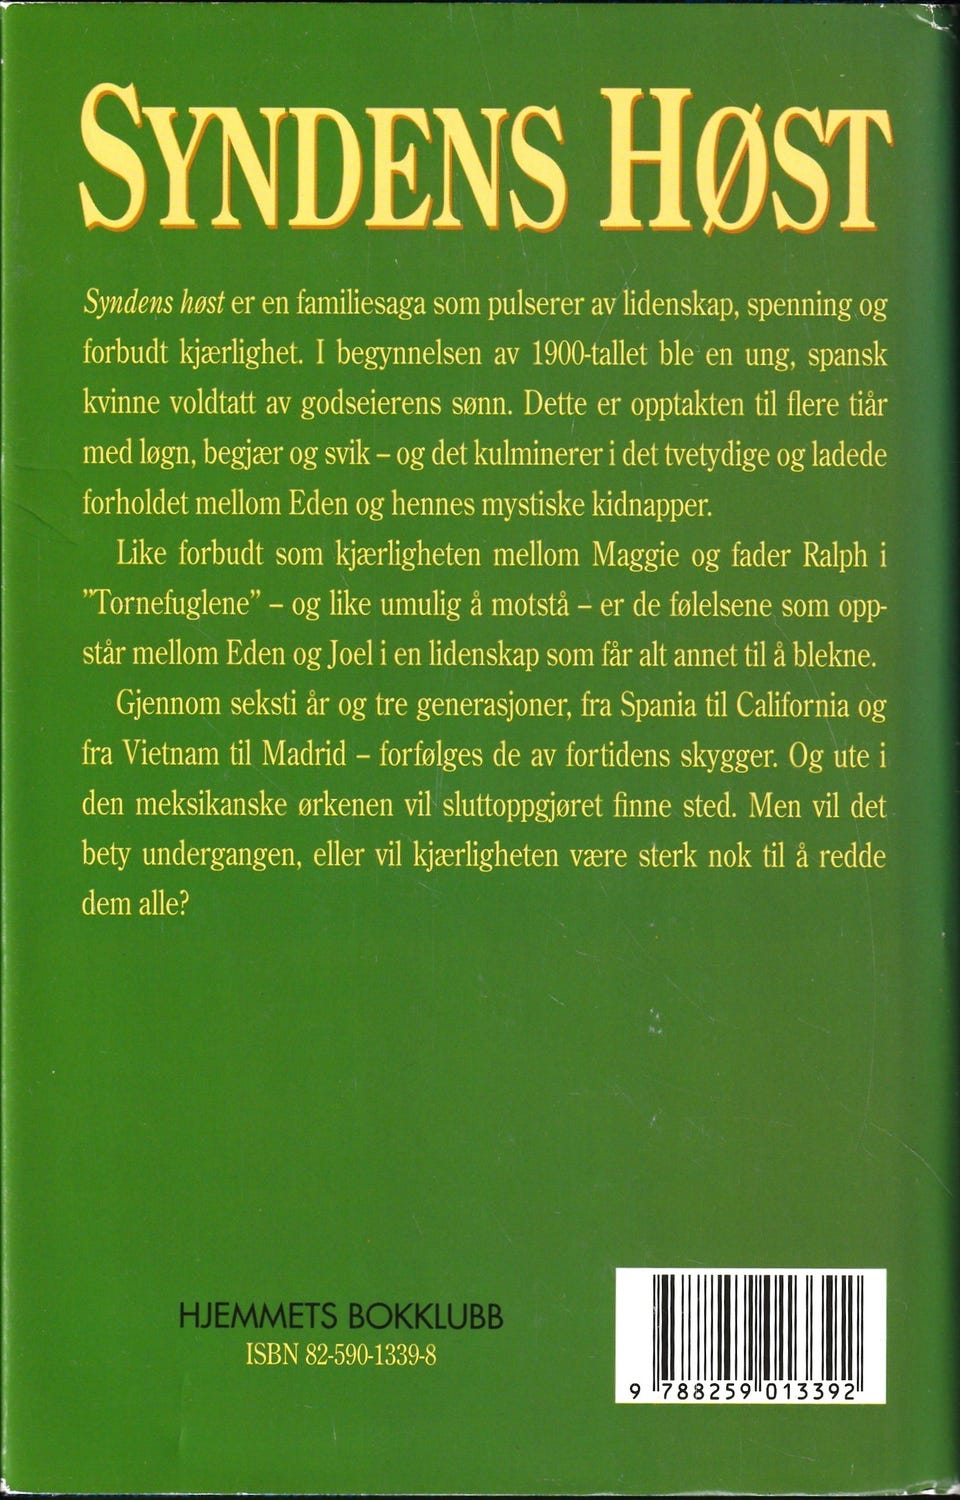 SYNDENS HØST
Syndens høst er en familiesaga som pulserer av lidenskap, spenning og
forbudt kjærlighet. I begynnelsen av 1900-tallet ble en ung, spansk
kvinne voldtatt av godseierens sønn. Dette er opptakten til flere tiår
med løgn, begjær og svik – og det kulminerer i det tvetydige og ladede
forholdet mellom Eden og hennes mystiske kidnapper.
Like forbudt som kjærligheten mellom Maggie og fader Ralph i
”Tornefuglene” – og like umulig å motstå – er de følelsene som opp-
står mellom Eden og Joel i en lidenskap som får alt annet til å blekne.
Gjennom seksti år og tre generasjoner, fra Spania til California og
fra Vietnam til Madrid – forfølges de av fortidens skygger. Og ute i
den meksikanske ørkenen vil sluttoppgjøret finne sted. Men vil det
bety undergangen, eller vil kjærligheten være sterk nok til å redde
dem alle?
HJEMMETS BOKKLUBB
ISBN 82-590-1339-8
9 788259 013392